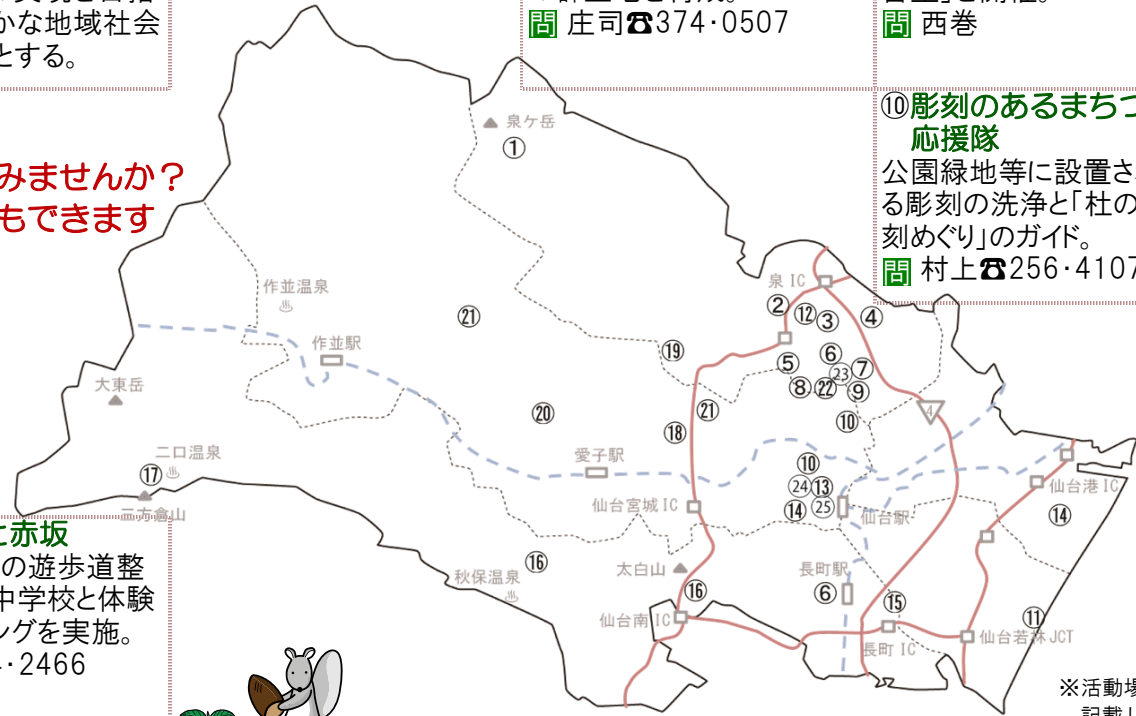 かな地域社会
とする。
問 庄司☎374・0507
問 西巻
⑩彫刻のあるまちづ
応援隊
公園緑地等に設置さ
る彫刻の洗浄と「杜の
刻めぐり」のガイド。
問 村上☎256・4107
みませんか？
もできます
泉ケ岳
①
作並温泉
泉 IC
②
⑫
③
④
㉑
作並駅
⑲
⑥
⑤
㉓
⑦
大東岳
⑧
㉒
⑨
⑳
㉑
4
⑩
⑱
二口温泉
⑰
愛子駅
⑩
三方倉山
仙台宮城 IC
㉔
⑬
⑭
㉕
仙台駅
仙台港 IC
⑭
と赤坂
の遊歩道整
中学校と体験
ングを実施。
・2466
⑯
秋保温泉
太白山
⑯
長町駅
⑥
⑮
仙台南 IC
長町 IC
⑪
仙台若林 JCT
※活動場